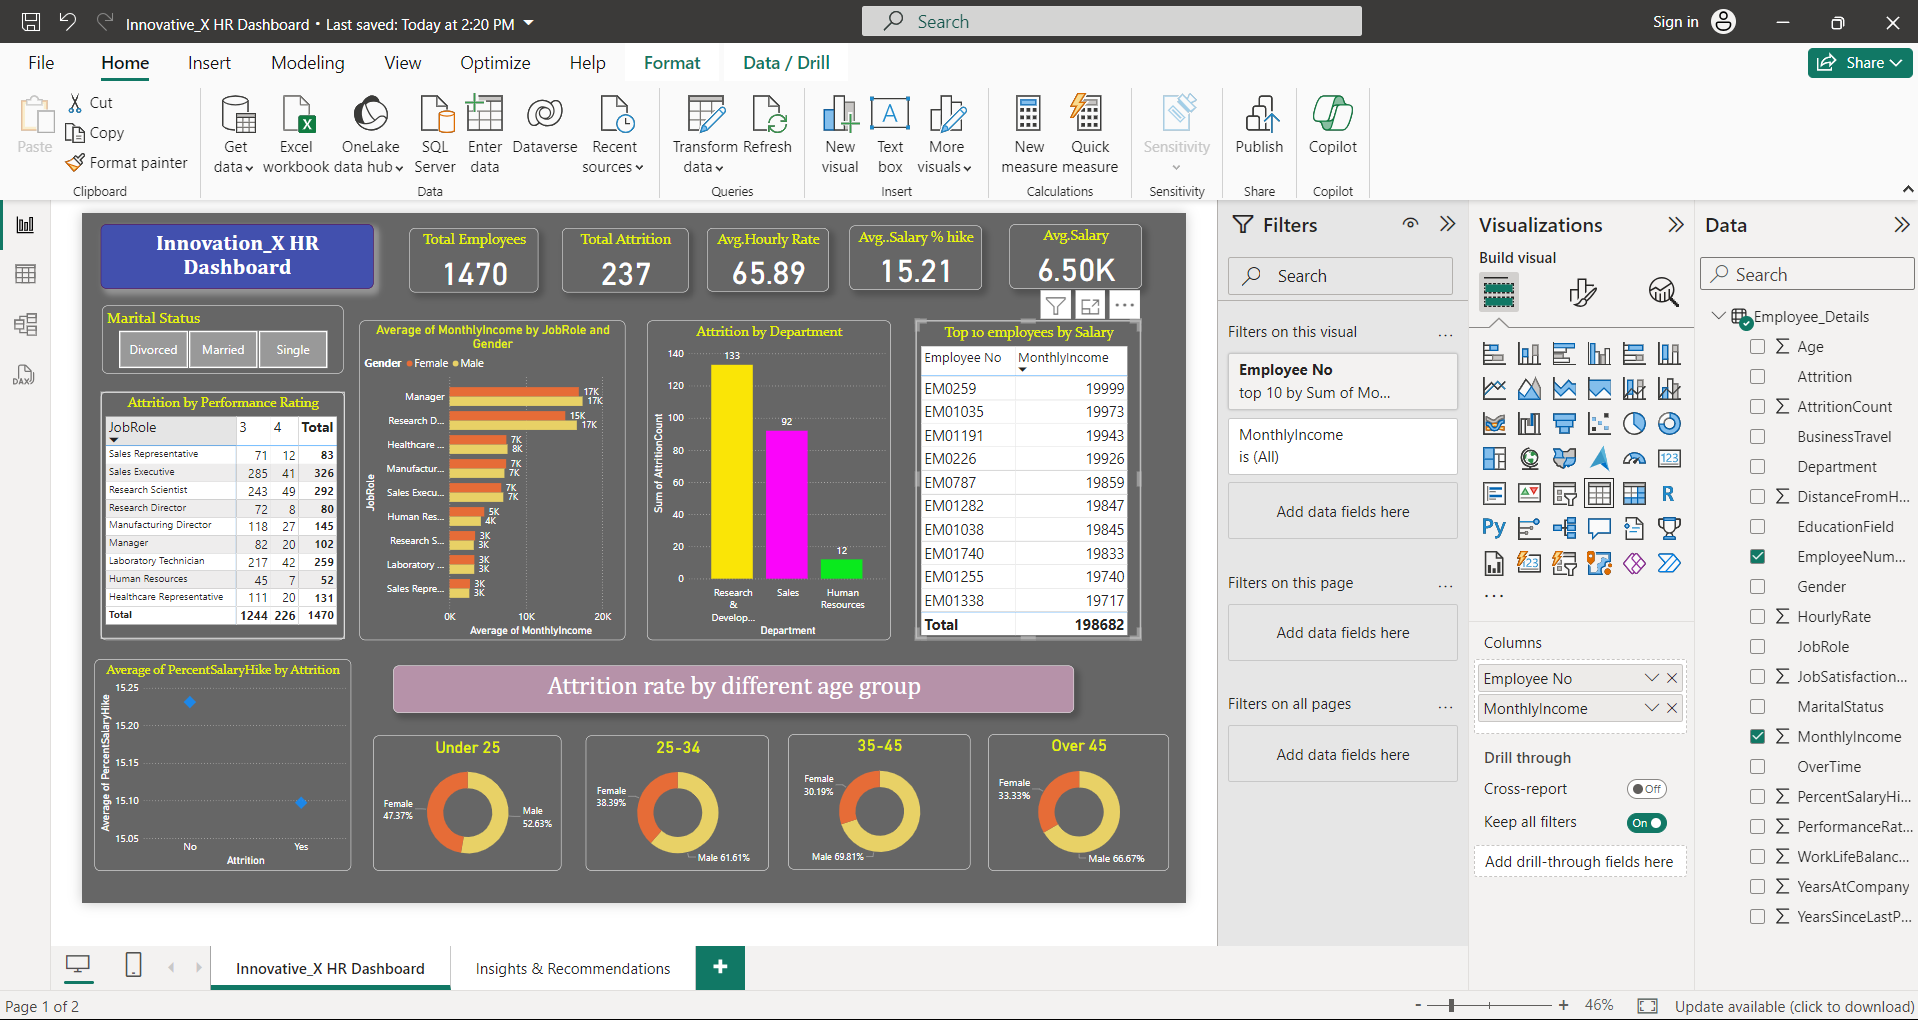 Innovative_X HR Dashboard • Last saved: Today at 2:20 PM
Search
Sign in
File Home Insert Modeling View Optimize Help Format Data / Drill
Share
Paste
Cut
Copy
Format painter
Clipboard
Get data
Excel workbook
OneLake data hub
SQL Server
Enter data
Dataverse
Recent sources
Data
Transform data
Refresh
Queries
New visual
Text box
More visuals
Insert
New measure
Quick measure
Calculations
Sensitivity
Sensitivity
Publish
Share
Copilot
Copilot
DAX
Innovation_X HR
Dashboard
Total Employees
1470
Total Attrition
237
Avg.Hourly Rate
65.89
Avg..Salary % hike
15.21
Avg.Salary
6.50K
Marital Status
Divorced Married Single
Attrition by Performance Rating
JobRole 3 4 Total
Sales Representative 71 12 83
Sales Executive 285 41 326
Research Scientist 243 49 292
Research Director 72 8 80
Manufacturing Director 118 27 145
Manager 82 20 102
Laboratory Technician 217 42 259
Human Resources 45 7 52
Healthcare Representative 111 20 131
Total 1244 226 1470
Average of MonthlyIncome by JobRole and
Gender
Gender Female Male
JobRole
Manager 17K 17K
Research D... 15K 17K
Healthcare ... 7K 8K
Manufactur... 7K 7K
Sales Execu... 7K 7K
Human Res... 5K 4K
Research S... 3K 3K
Laboratory ... 3K 3K
Sales Repre... 3K 3K
0K 10K 20K
Average of MonthlyIncome
Attrition by Department
Sum of AttritionCount
140
120
100
80
60
40
20
0
133
92
12
Research & Develop...
Sales
Human Resources
Department
Top 10 employees by Salary
Employee No MonthlyIncome
EM0259 19999
EM01035 19973
EM01191 19943
EM0226 19926
EM0787 19859
EM01282 19847
EM01038 19845
EM01740 19833
EM01255 19740
EM01338 19717
Total 198682
Average of PercentSalaryHike by Attrition
Average of PercentSalaryHike
15.25
15.20
15.15
15.10
15.05
No Yes
Attrition
Attrition rate by different age group
Under 25
Female
47.37%
Male
52.63%
25-34
Female
38.39%
Male 61.61%
35-45
Female
30.19%
Male 69.81%
Over 45
Female
33.33%
Male 66.67%
Filters
Search
Filters on this visual ...
Employee No
top 10 by Sum of Mo...
MonthlyIncome
is (All)
Add data fields here
Filters on this page ...
Add data fields here
Filters on all pages ...
Add data fields here
Visualizations
Build visual
123
R
Py
123
...
Columns
Employee No
MonthlyIncome
Drill through
Cross-report Off
Keep all filters On
Add drill-through fields here
Data
Search
Employee_Details
Age
Attrition
AttritionCount
BusinessTravel
Department
DistanceFromH...
EducationField
EmployeeNum...
Gender
HourlyRate
JobRole
JobSatisfaction...
MaritalStatus
MonthlyIncome
OverTime
PercentSalaryHi...
PerformanceRat...
WorkLifeBalanc...
YearsAtCompany
YearsSinceLastP...
Innovative_X HR Dashboard
Insights & Recommendations
+
Page 1 of 2
- + 46%
Update available (click to download)